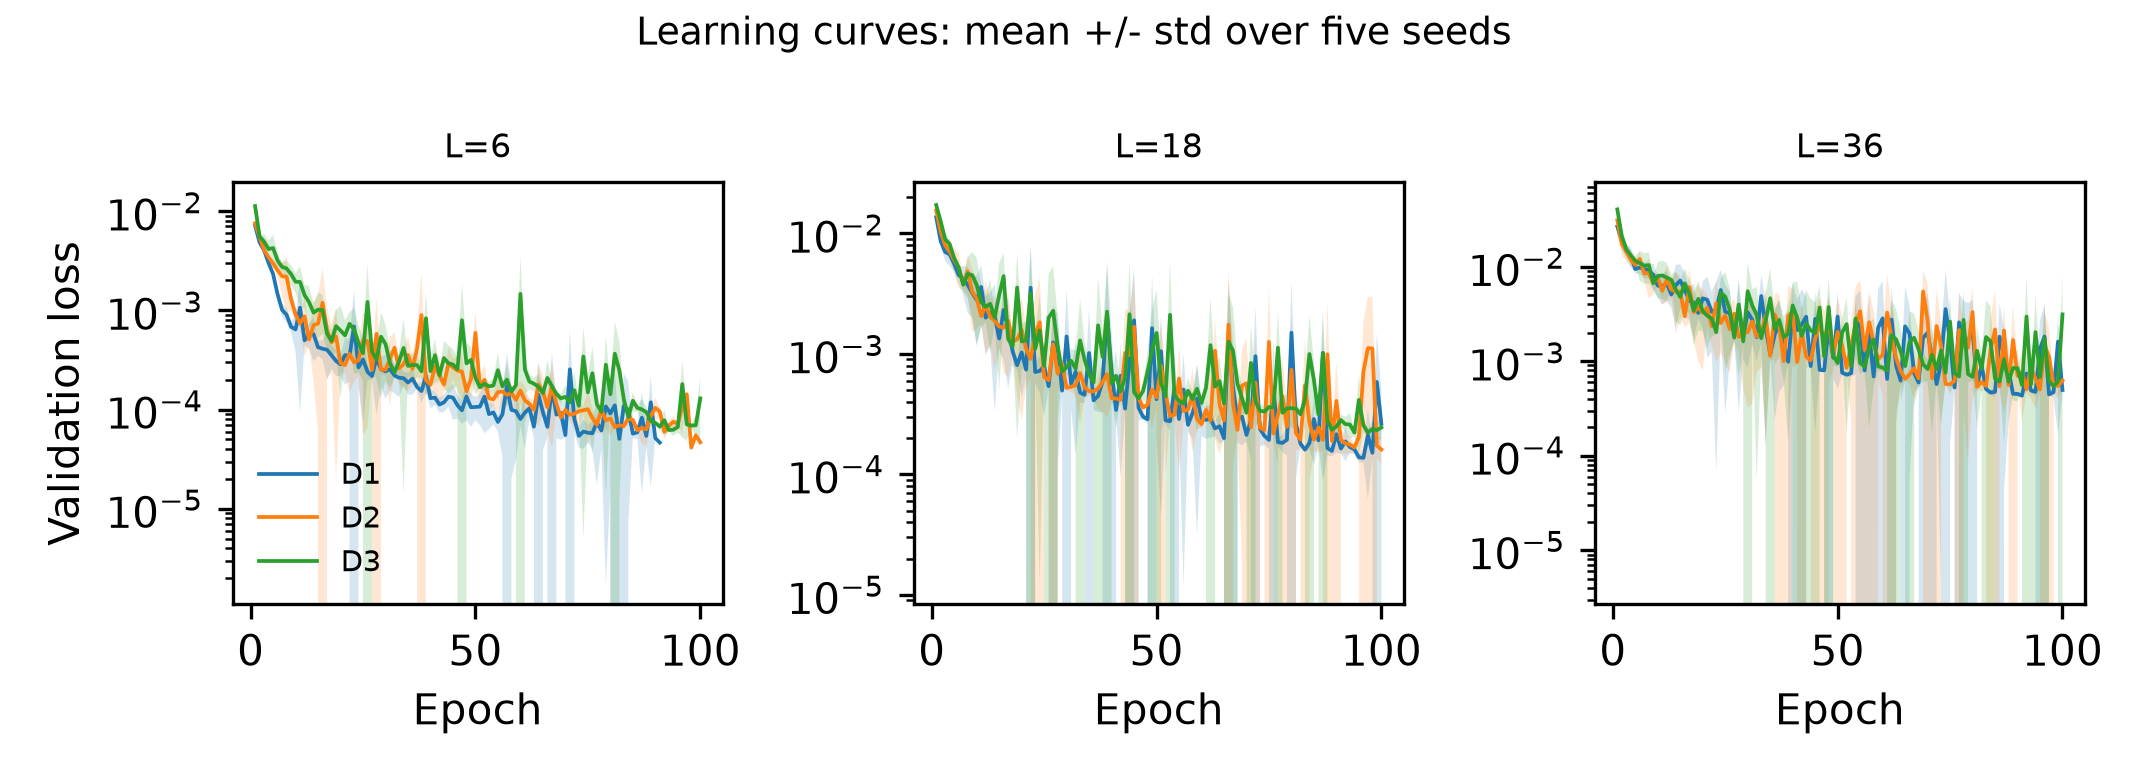 Learning curves: mean +/- std over five seeds
L=6
L=18
L=36
Validation loss
10⁻²
10⁻³
10⁻⁴
10⁻⁵
D1
D2
D3
0 50 100
Epoch
10⁻²
10⁻³
10⁻⁴
10⁻⁵
0 50 100
Epoch
10⁻²
10⁻³
10⁻⁴
10⁻⁵
0 50 100
Epoch